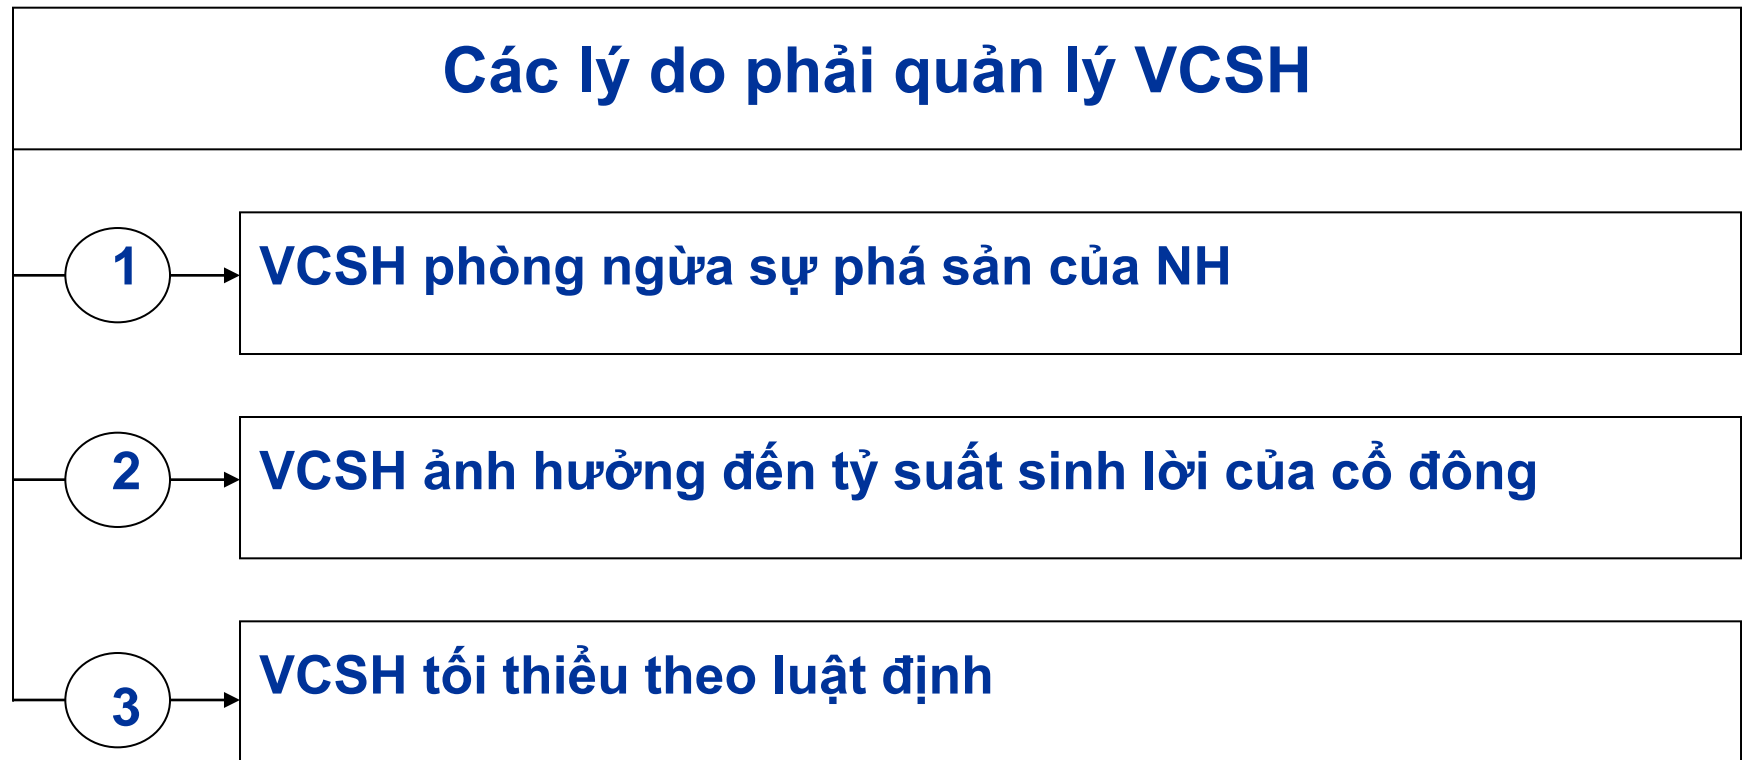 Các lý do phải quản lý VCSH
1
VCSH phòng ngừa sự phá sản của NH
2
VCSH ảnh hưởng đến tỷ suất sinh lời của cổ đông
3
VCSH tối thiểu theo luật định